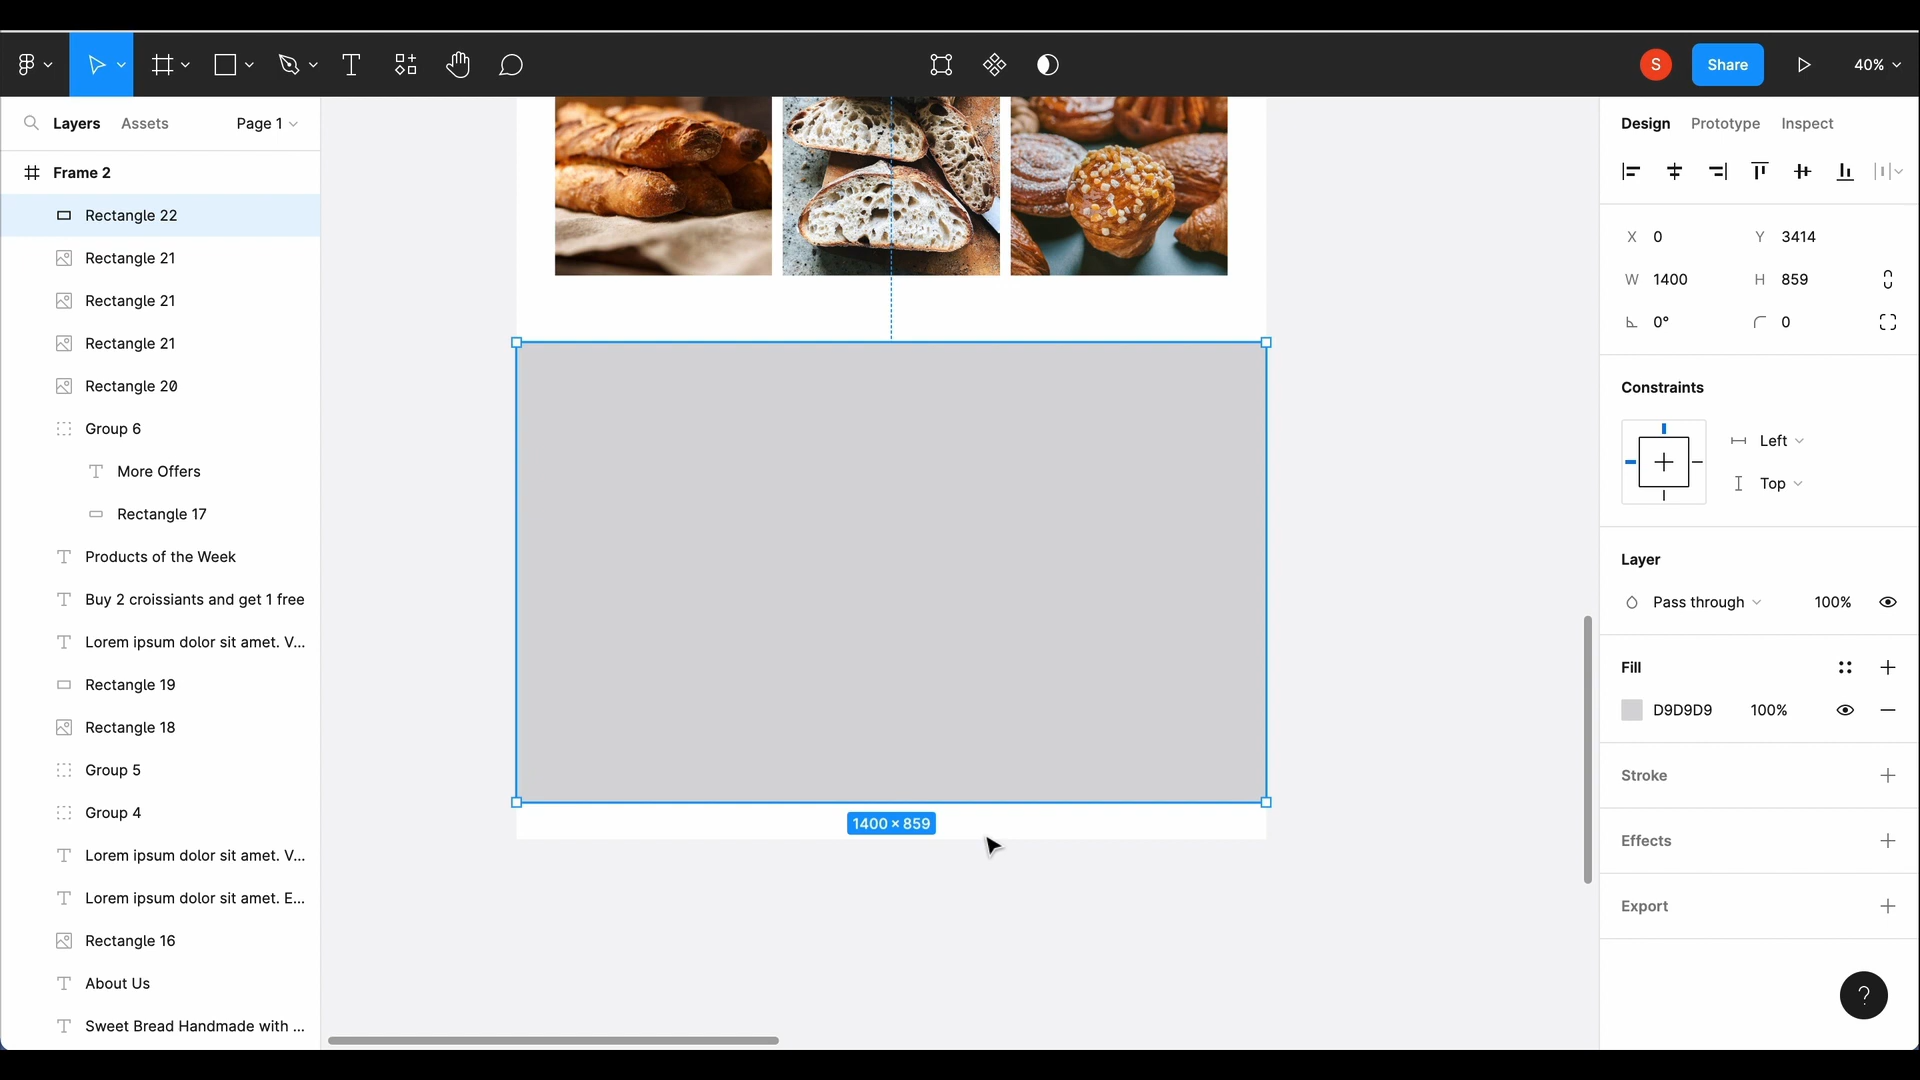 S
Share
40%
Layers
Assets
Page 1
Frame 2
Rectangle 22
Rectangle 21
Rectangle 21
Rectangle 21
Rectangle 20
Group 6
More Offers
Rectangle 17
Products of the Week
Buy 2 croissiants and get 1 free
Lorem ipsum dolor sit amet. V...
Rectangle 19
Rectangle 18
Group 5
Group 4
Lorem ipsum dolor sit amet. V...
Lorem ipsum dolor sit amet. E...
Rectangle 16
About Us
Sweet Bread Handmade with ...
1400 × 859
Design
Prototype
Inspect
X 0
Y 3414
W 1400
H 859
0°
0
Constraints
Left
Top
Layer
Pass through
100%
Fill
D9D9D9
100%
Stroke
Effects
Export
?